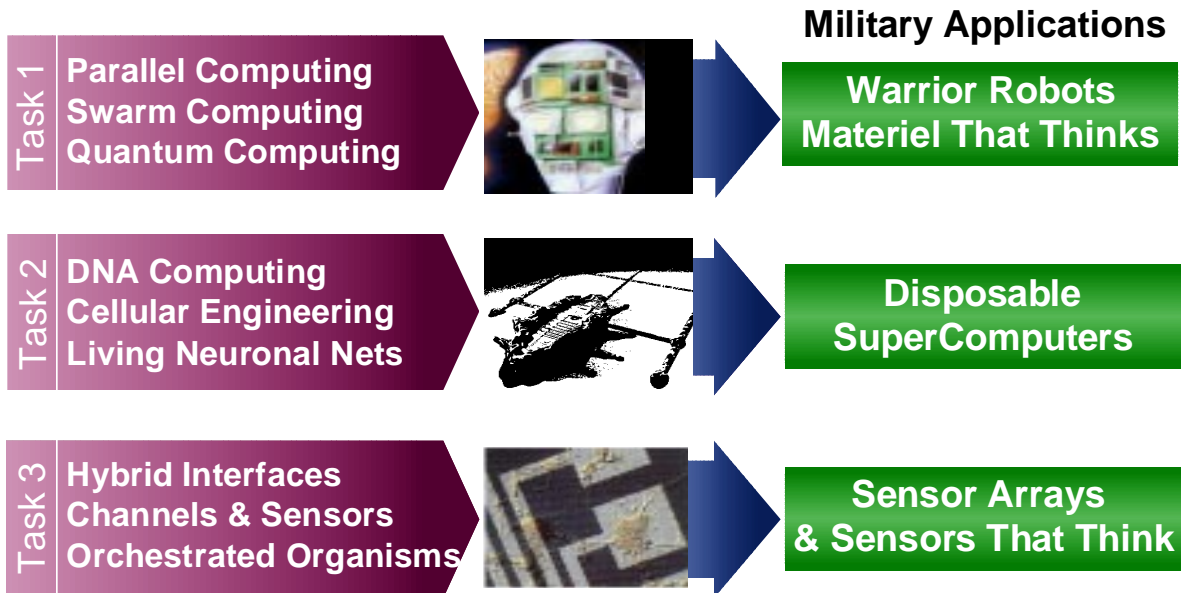 Military Applications
Task 1
Parallel Computing
Swarm Computing
Quantum Computing
Warrior Robots
Materiel That Thinks
Task 2
DNA Computing
Cellular Engineering
Living Neuronal Nets
Disposable
SuperComputers
Task 3
Hybrid Interfaces
Channels & Sensors
Orchestrated Organisms
Sensor Arrays
& Sensors That Think